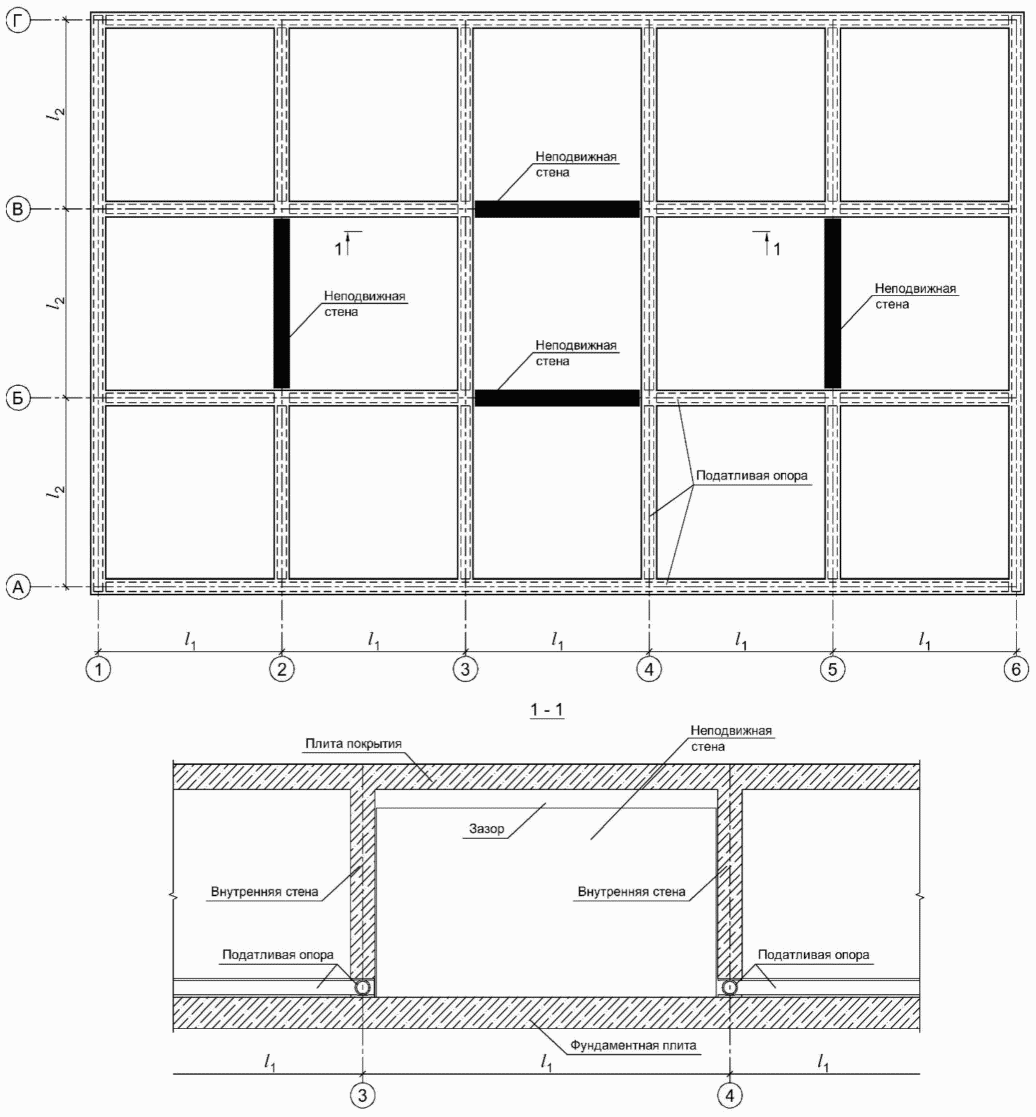 Г
l2
Неподвижная
стена
В
1
1
l2
Неподвижная
стена
Неподвижная
стена
Неподвижная
стена
Б
l2
Податливая опора
А
l1
l1
l1
l1
l1
1
2
3
4
5
6
1 - 1
Неподвижная
стена
Плита покрытия
Зазор
Внутренняя стена
Внутренняя стена
Податливая опора
Податливая опора
Фундаментная плита
l1
l1
l1
3
4